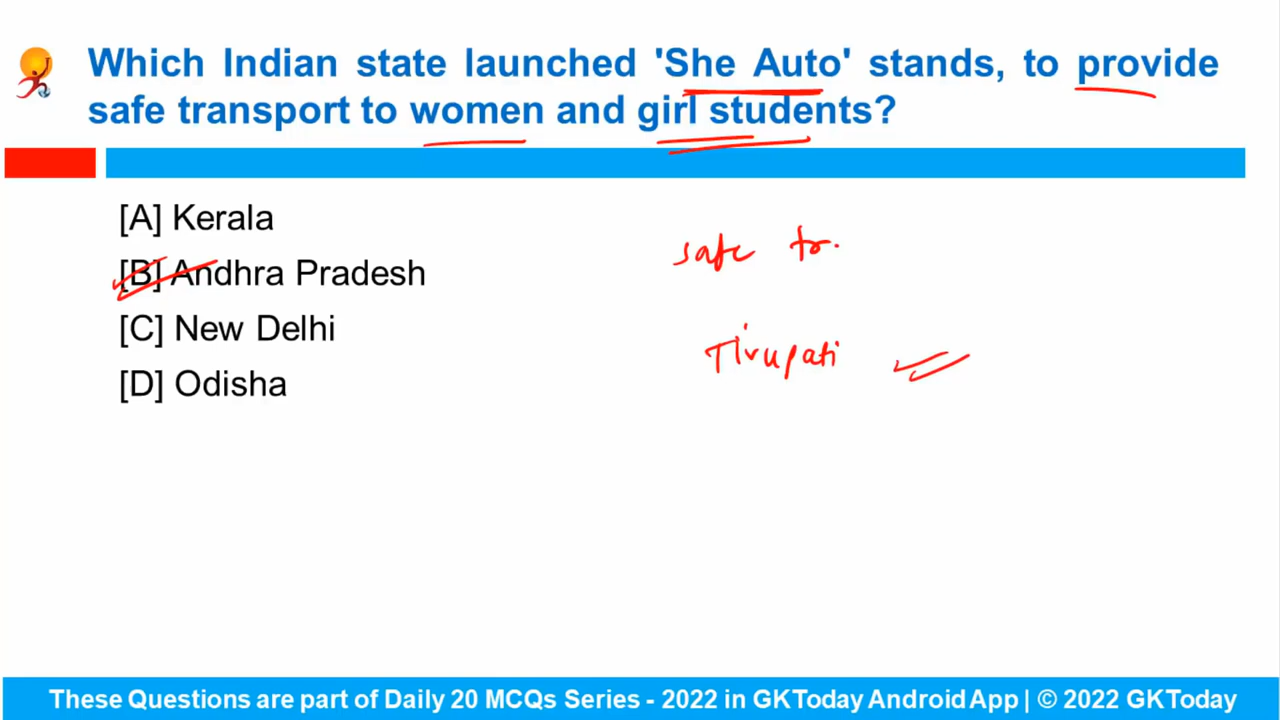 Which Indian state launched 'She Auto' stands, to provide
safe transport to women and girl students?
[A] Kerala
[B] Andhra Pradesh
[C] New Delhi
[D] Odisha
safe tr.
Tirupati
These Questions are part of Daily 20 MCQs Series - 2022 in GKToday Android App | © 2022 GKToday